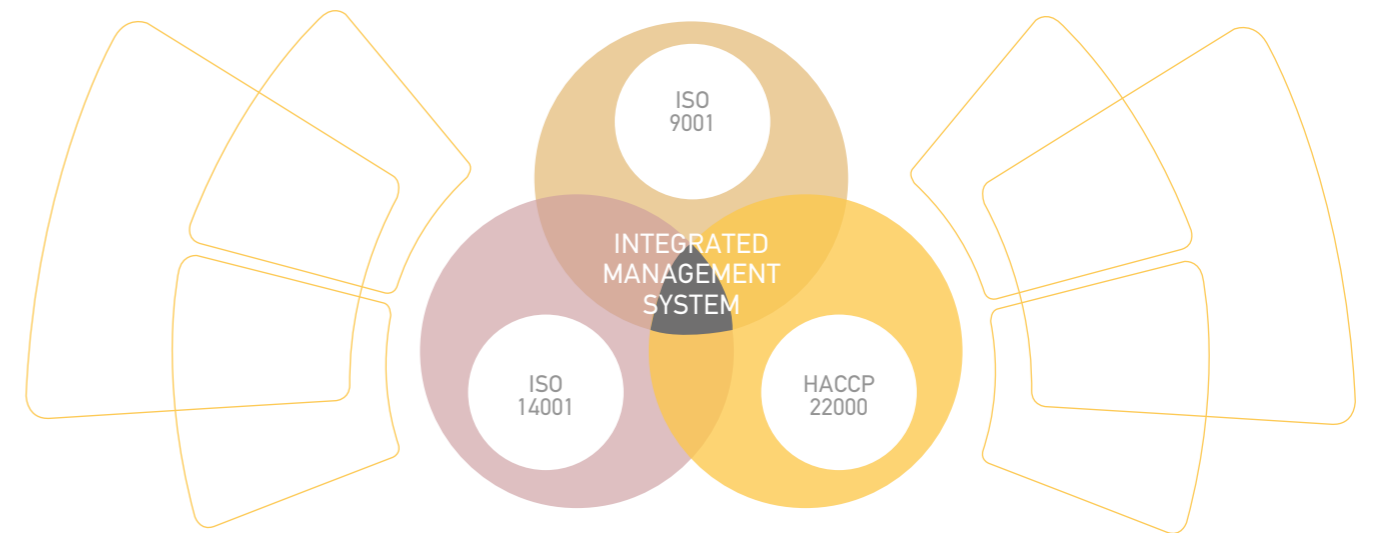 ISO
9001
INTEGRATED
MANAGEMENT
SYSTEM
ISO
14001
HACCP
22000